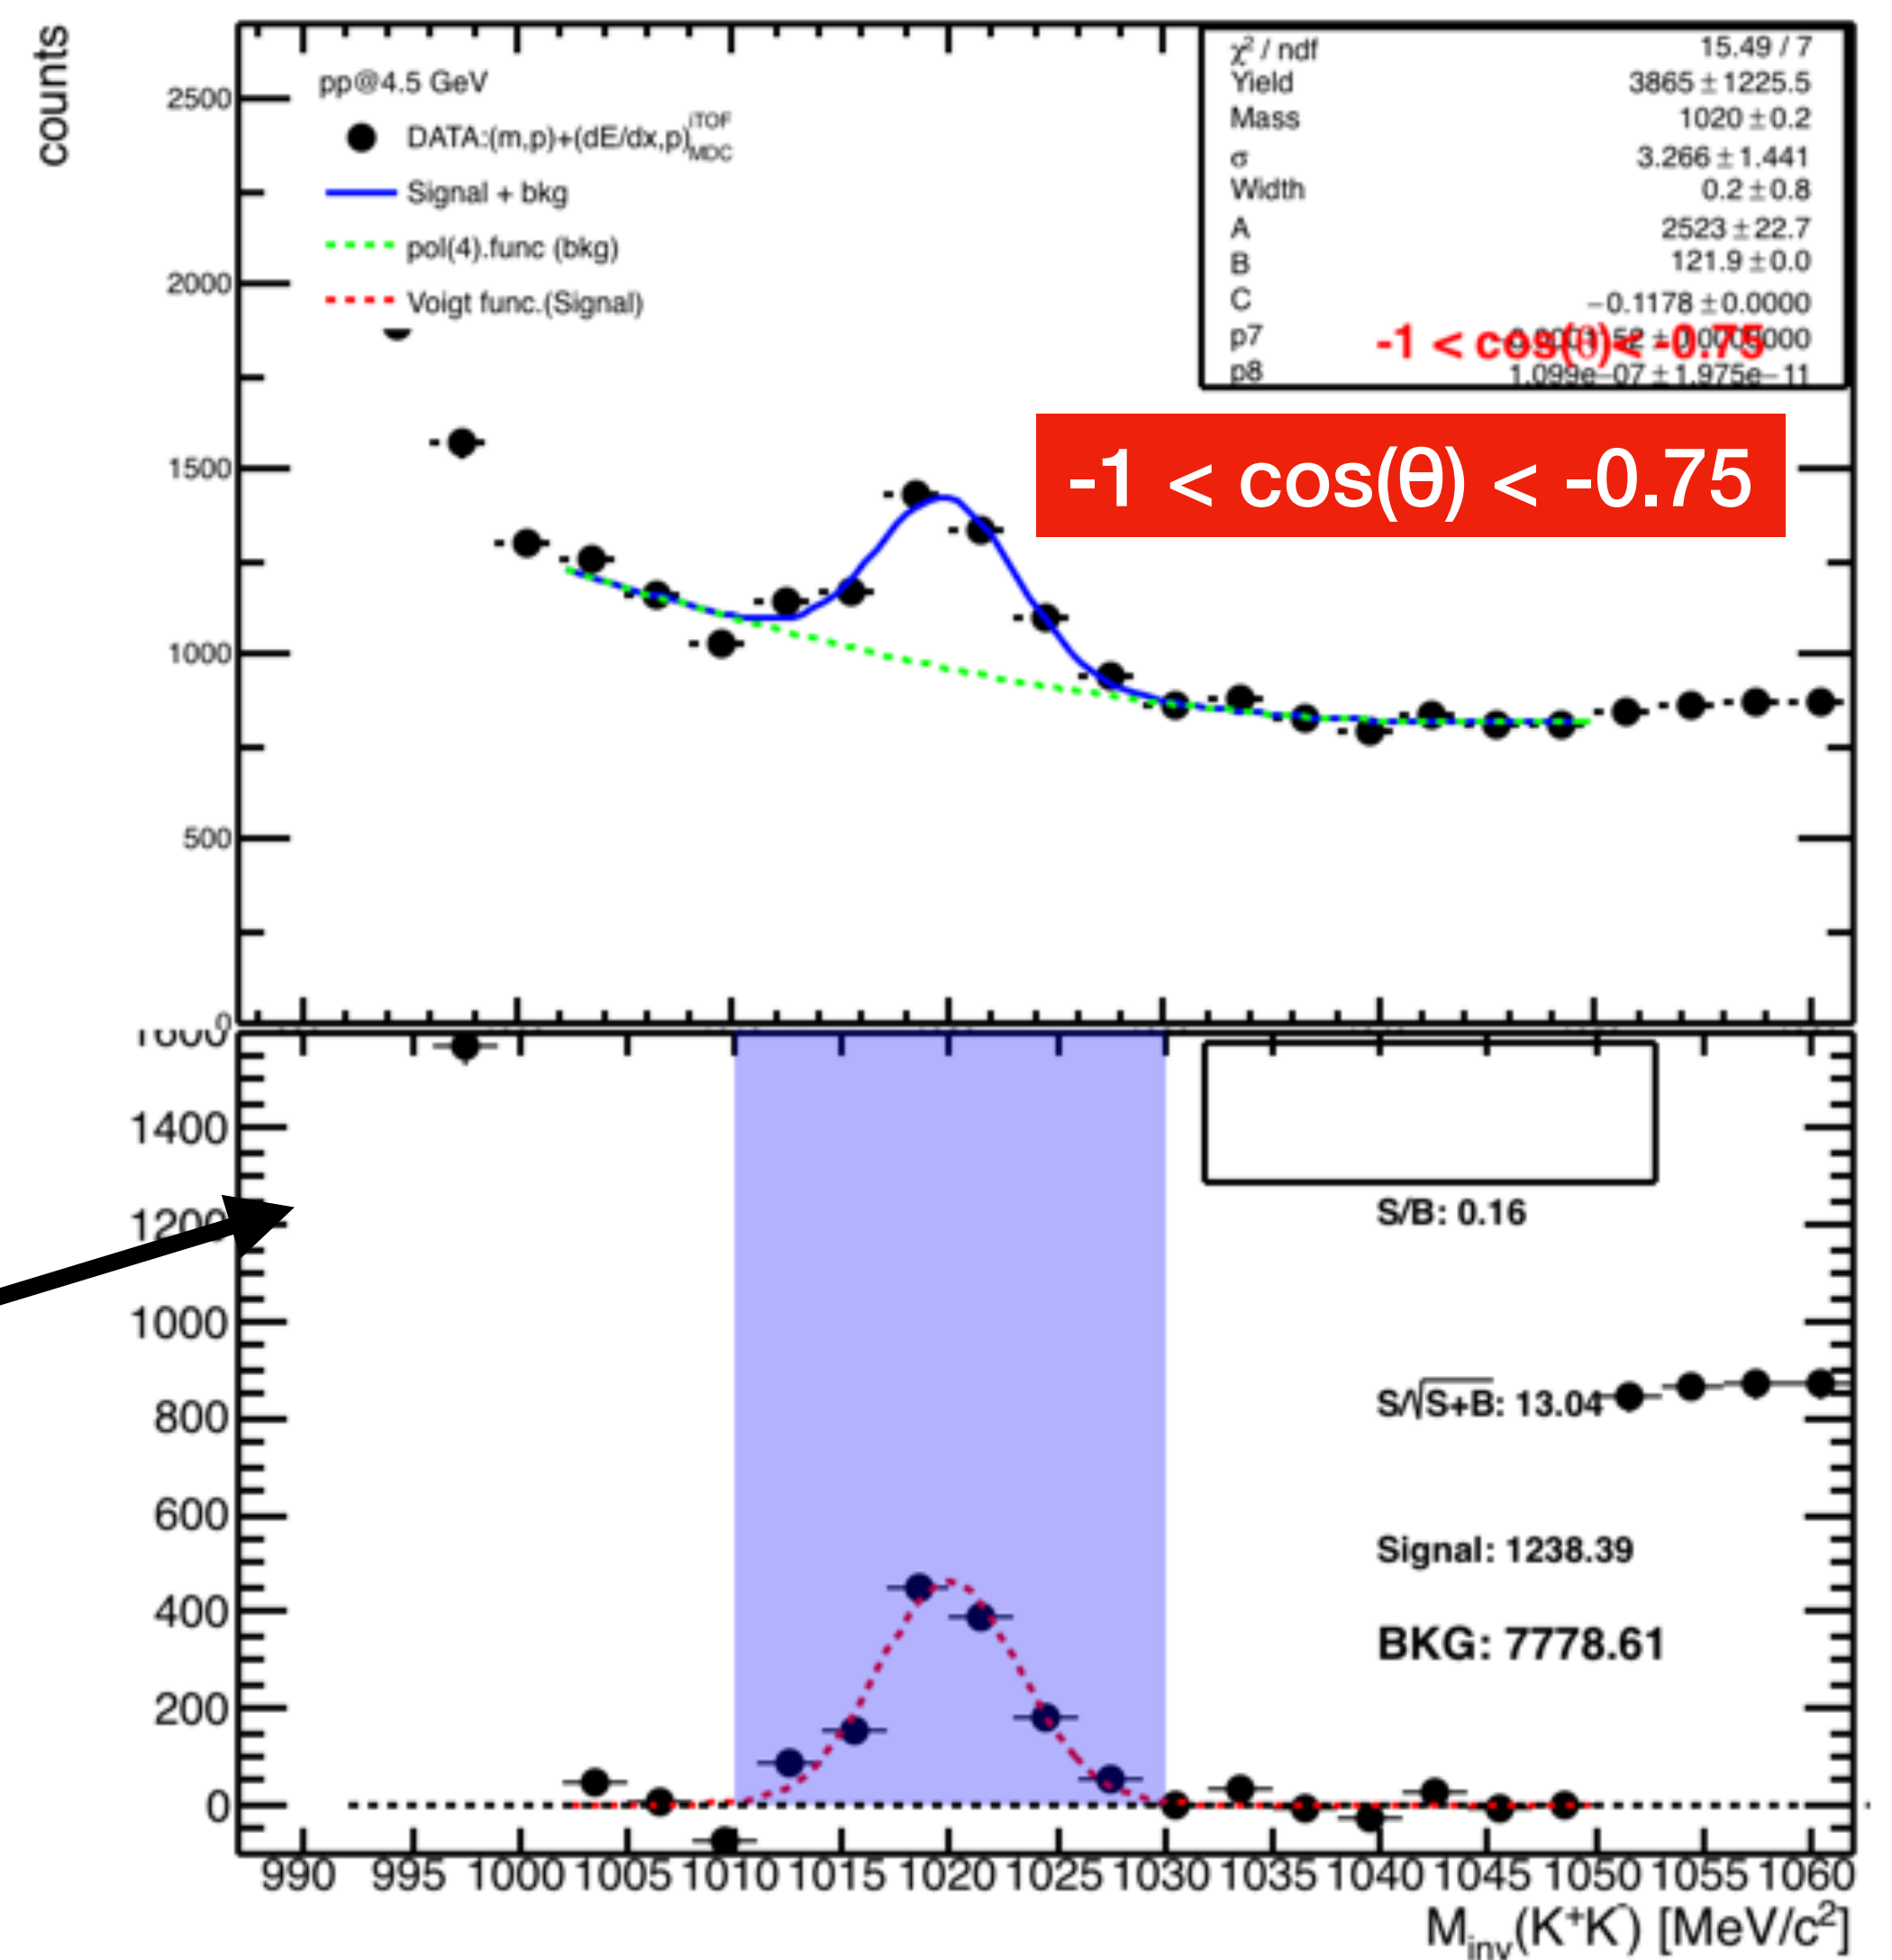 counts
2500
2000
1500
1000
500
0
pp@4.5 GeV
DATA:(m,p)+(dE/dx,p)iTOF MDC
Signal + bkg
pol(4).func (bkg)
Voigt func.(Signal)
χ² / ndf 15.49 / 7
Yield 3865 ± 1225.5
Mass 1020 ± 0.2
σ 3.266 ± 1.441
Width 0.2 ± 0.8
A 2523 ± 22.7
B 121.9 ± 0.0
C −0.1178 ± 0.0000
p7
-1 < cos(θ)< -0.75
p8 1.099e−07 ± 1.975e−11
-1 < cos(θ) < -0.75
1600
1400
1200
1000
800
600
400
200
0
S/B: 0.16
S/√S+B: 13.04
Signal: 1238.39
BKG: 7778.61
990 995 1000 1005 1010 1015 1020 1025 1030 1035 1040 1045 1050 1055 1060
Minv(K⁺K⁻) [MeV/c²]